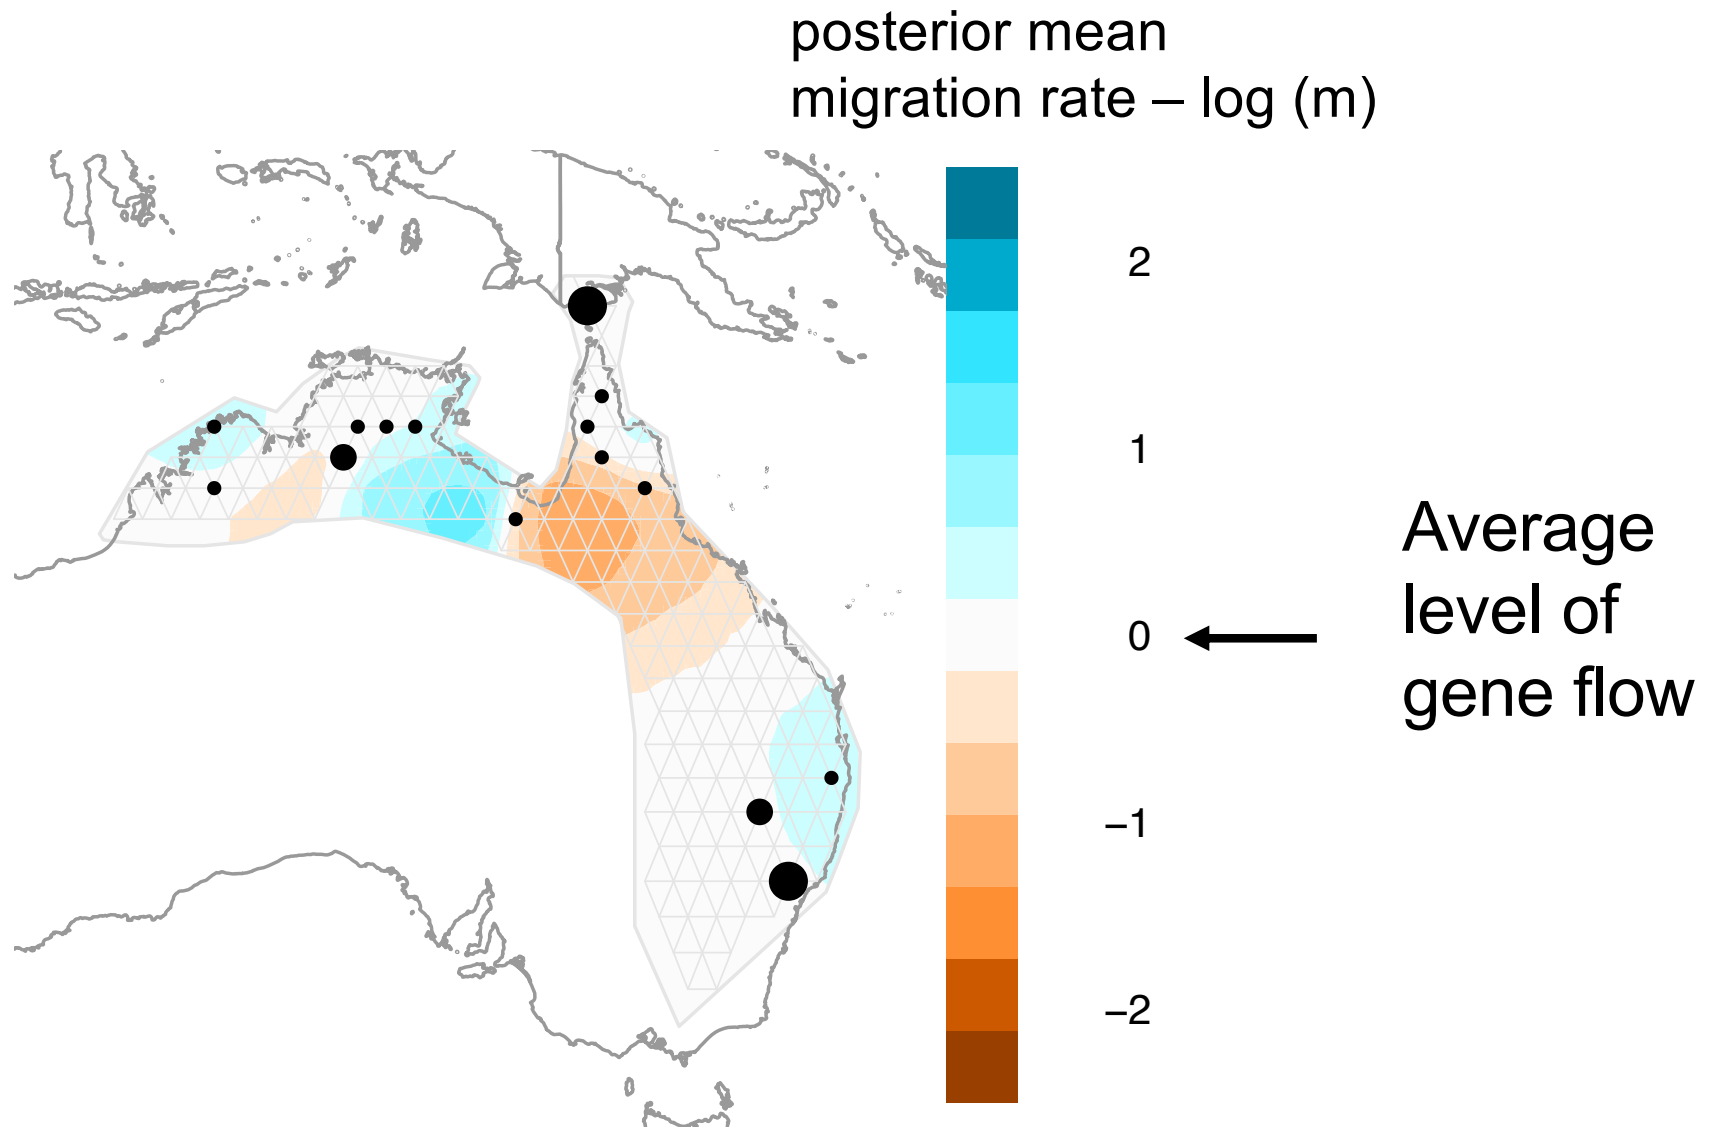 posterior mean
migration rate – log (m)
2
1
0
−1
−2
Average
level of
gene flow